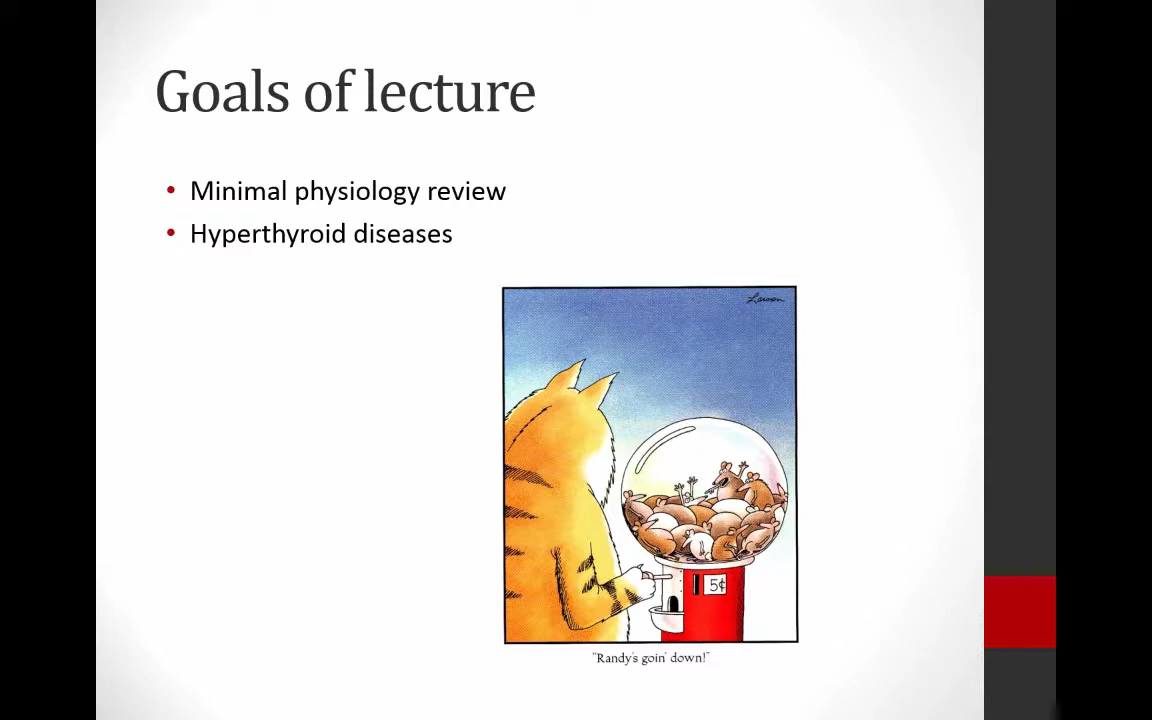 Goals of lecture
• Minimal physiology review
• Hyperthyroid diseases
Larson
5¢
"Randy's goin' down!"